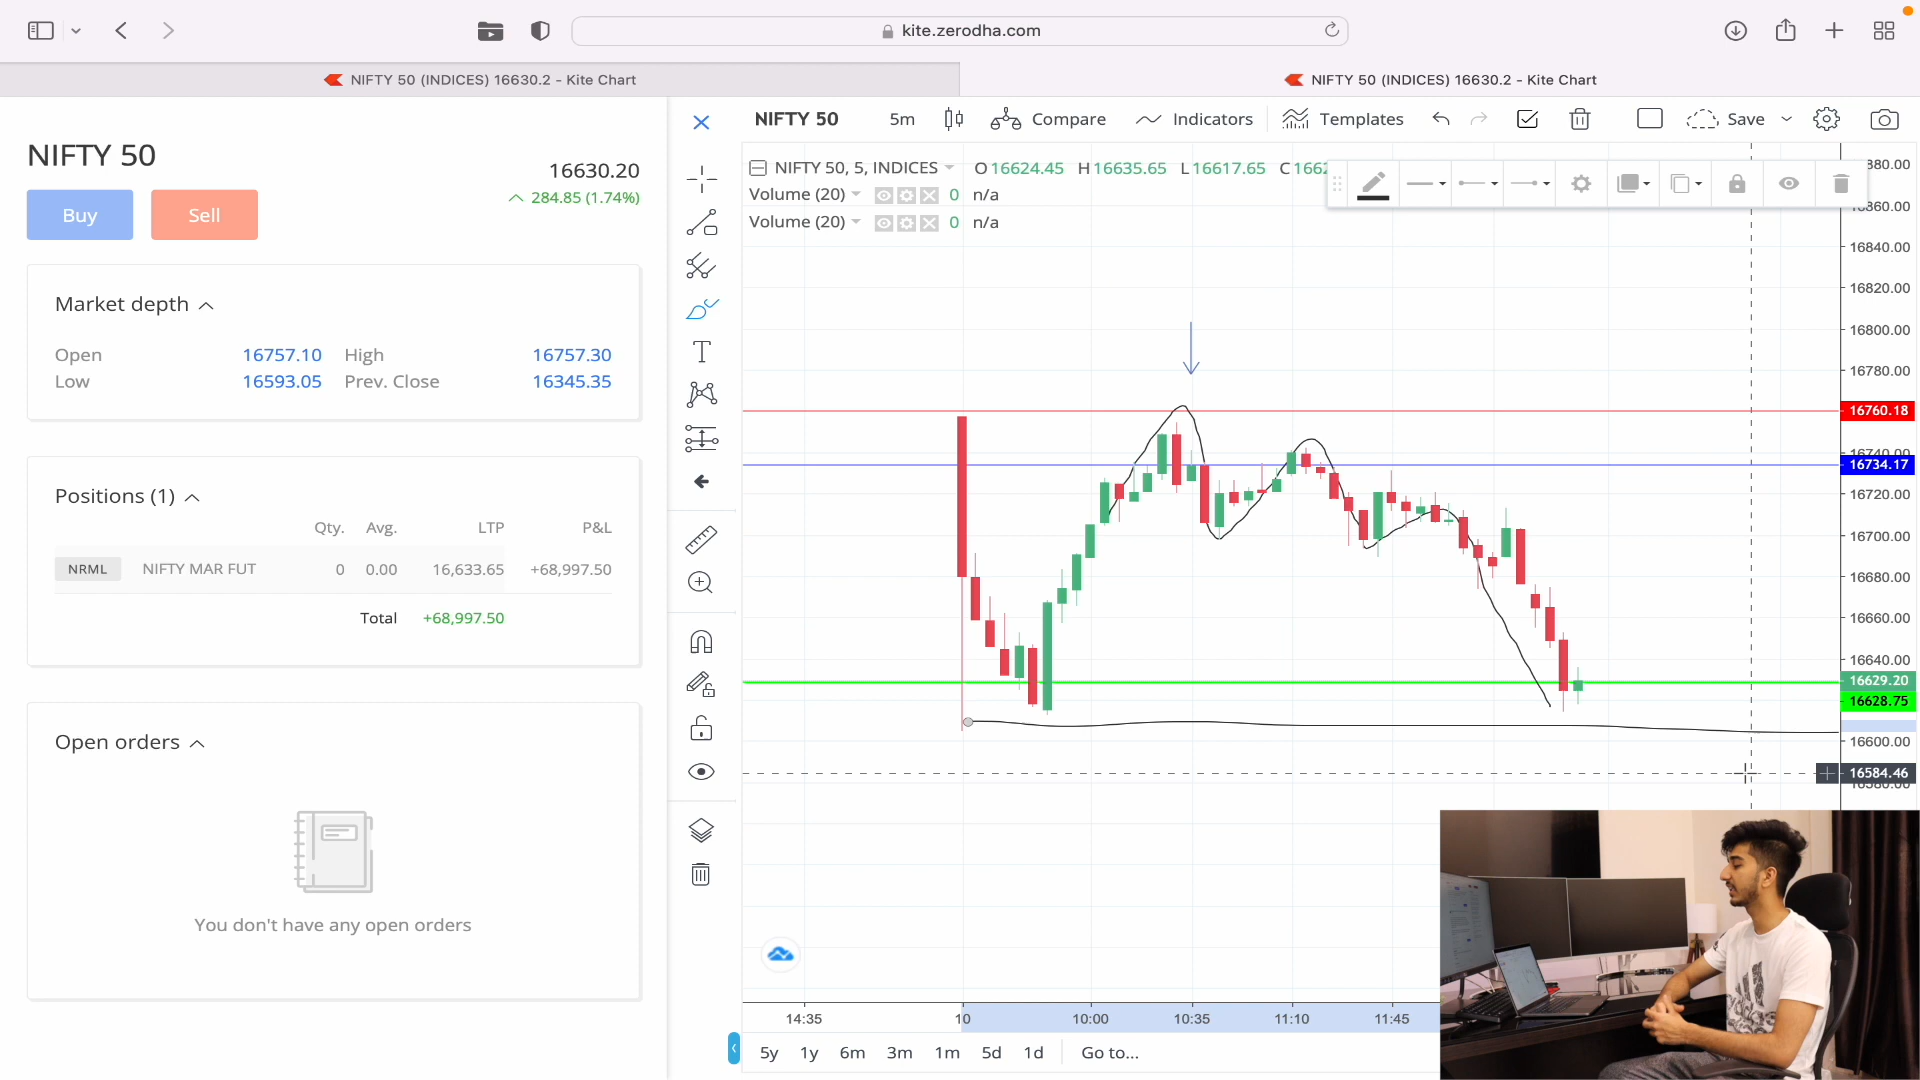 kite.zerodha.com
NIFTY 50 (INDICES) 16630.2 - Kite Chart
NIFTY 50 (INDICES) 16630.2 - Kite Chart
NIFTY 50
16630.20
284.85 (1.74%)
Buy
Sell
Market depth
Open 16757.10 High 16757.30
Low 16593.05 Prev. Close 16345.35
Positions (1)
Qty. Avg. LTP P&L
NRML NIFTY MAR FUT 0 0.00 16,633.65 +68,997.50
Total +68,997.50
Open orders
You don't have any open orders
NIFTY 50 5m Compare Indicators Templates Save
NIFTY 50, 5, INDICES O 16624.45 H 16635.65 L 16617.65 C
Volume (20) 0 n/a
Volume (20) 0 n/a
16840.00
16820.00
16800.00
16780.00
16760.18
16740.00
16734.17
16720.00
16700.00
16680.00
16660.00
16640.00
16629.20
16628.75
16600.00
16584.46
14:35 10 10:00 10:35 11:10 11:45
5y 1y 6m 3m 1m 5d 1d Go to...